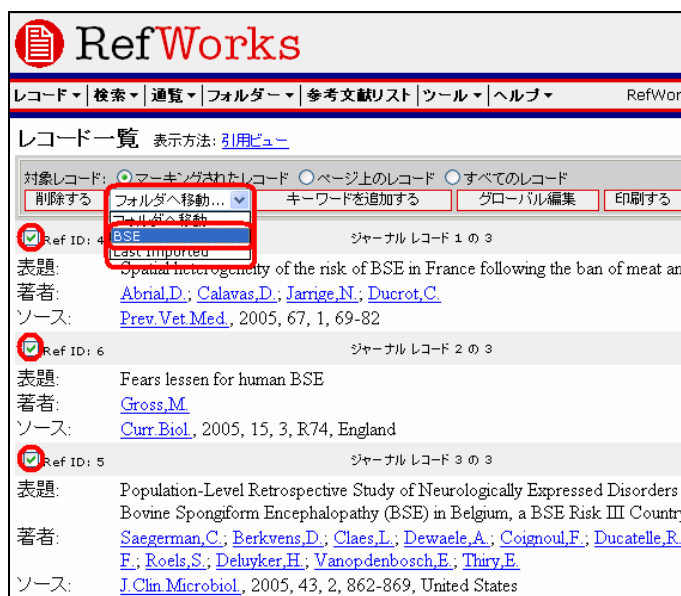 RefWorks
レコード ▾ | 検索 ▾ | 通覧 ▾ | フォルダー ▾ | 参考文献リスト | ツール ▾ | ヘルプ ▾ RefWor
レコード一覧 表示方法: 引用ビュー
対象レコード: マーキングされたレコード ページ上のレコード すべてのレコード
削除する フォルダへ移動... キーワードを追加する グローバル編集 印刷する
フォルダへ移動...
BSE
Last Imported
Ref ID: 4 ジャーナル レコード 1 の 3
表題: Spatial heterogeneity of the risk of BSE in France following the ban of meat an
著者: Abrial,D.; Calavas,D.; Jarrige,N.; Ducrot,C.
ソース: Prev.Vet.Med., 2005, 67, 1, 69-82
Ref ID: 6 ジャーナル レコード 2 の 3
表題: Fears lessen for human BSE
著者: Gross,M.
ソース: Curr.Biol., 2005, 15, 3, R74, England
Ref ID: 5 ジャーナル レコード 3 の 3
表題: Population-Level Retrospective Study of Neurologically Expressed Disorders
Bovine Spongiform Encephalopathy (BSE) in Belgium, a BSE Risk III Country
著者: Saegerman,C.; Berkvens,D.; Claes,L.; Dewaele,A.; Coignoul,F.; Ducatelle,R.
F.; Roels,S.; Deluyker,H.; Vanopdenbosch,E.; Thiry,E.
ソース: J.Clin.Microbiol., 2005, 43, 2, 862-869, United States